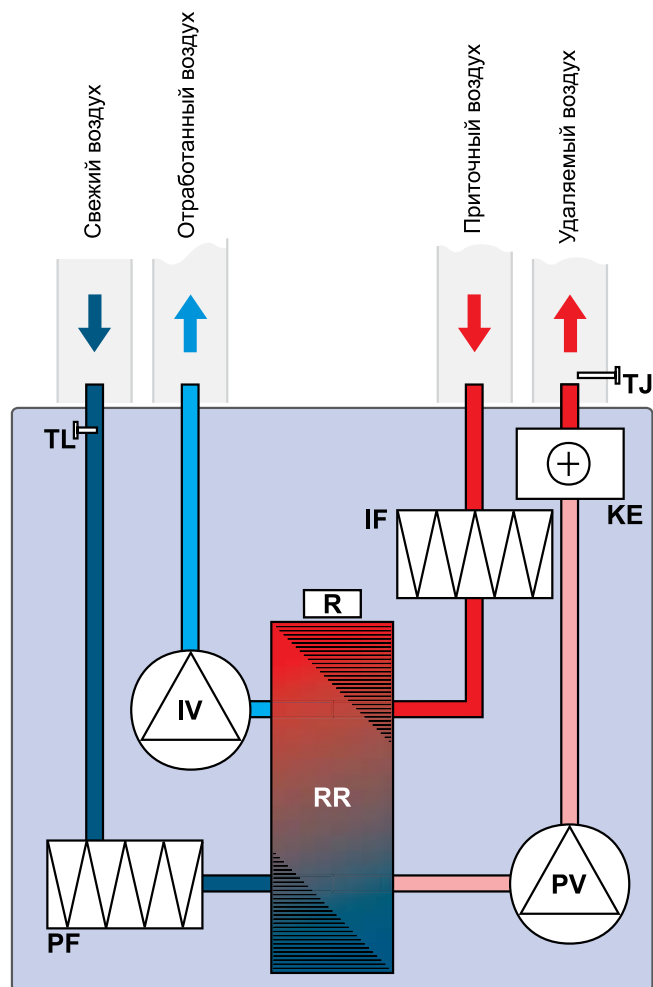 Свежий воздух
Отработанный воздух
Приточный воздух
Удаляемый воздух
TJ
TL
IF
KE
R
IV
RR
PV
PF